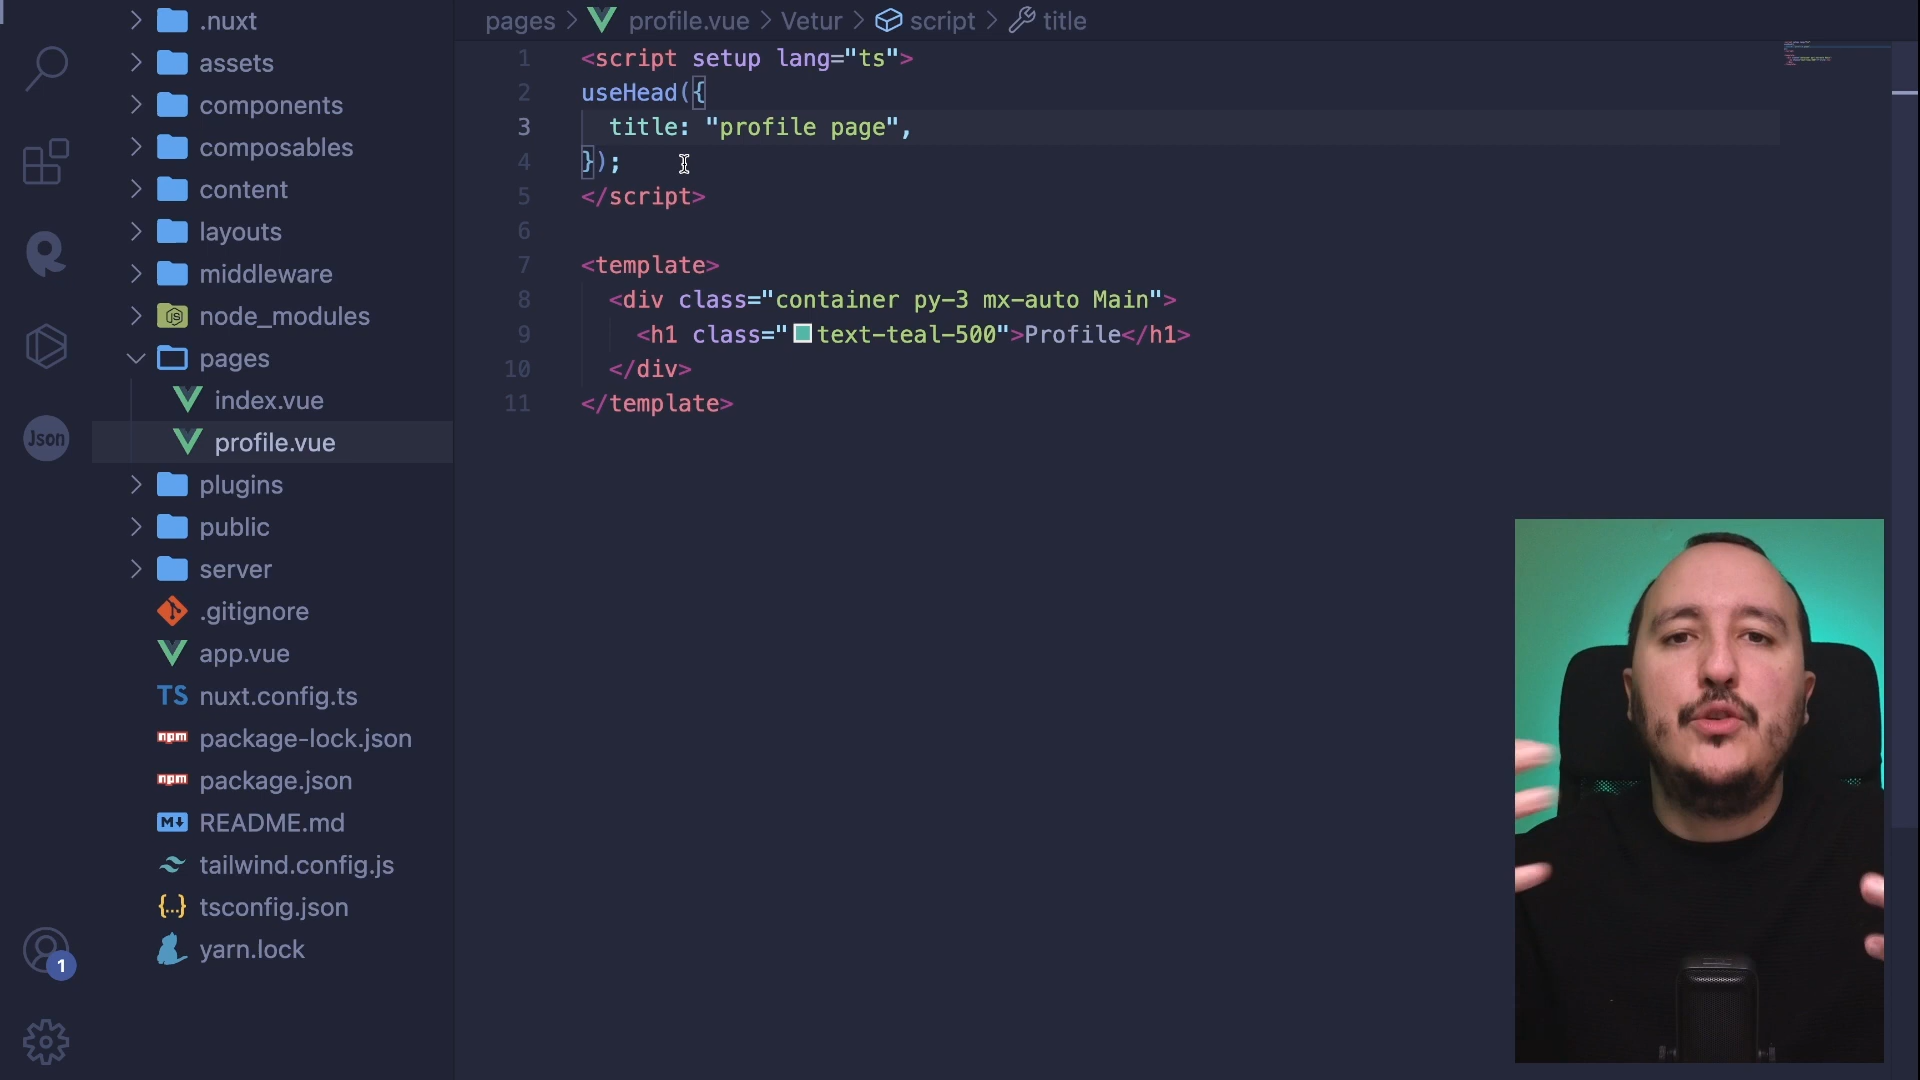 .nuxt
assets
components
composables
content
layouts
middleware
node_modules
pages
index.vue
profile.vue
plugins
public
server
.gitignore
app.vue
TS nuxt.config.ts
npm package-lock.json
npm package.json
M README.md
tailwind.config.js
{...} tsconfig.json
yarn.lock
Json
1
pages > profile.vue > Vetur > script > title
1 <script setup lang="ts">
2 useHead({
3 title: "profile page",
4 });
5 </script>
6
7 <template>
8 <div class="container py-3 mx-auto Main">
9 <h1 class="text-teal-500">Profile</h1>
10 </div>
11 </template>